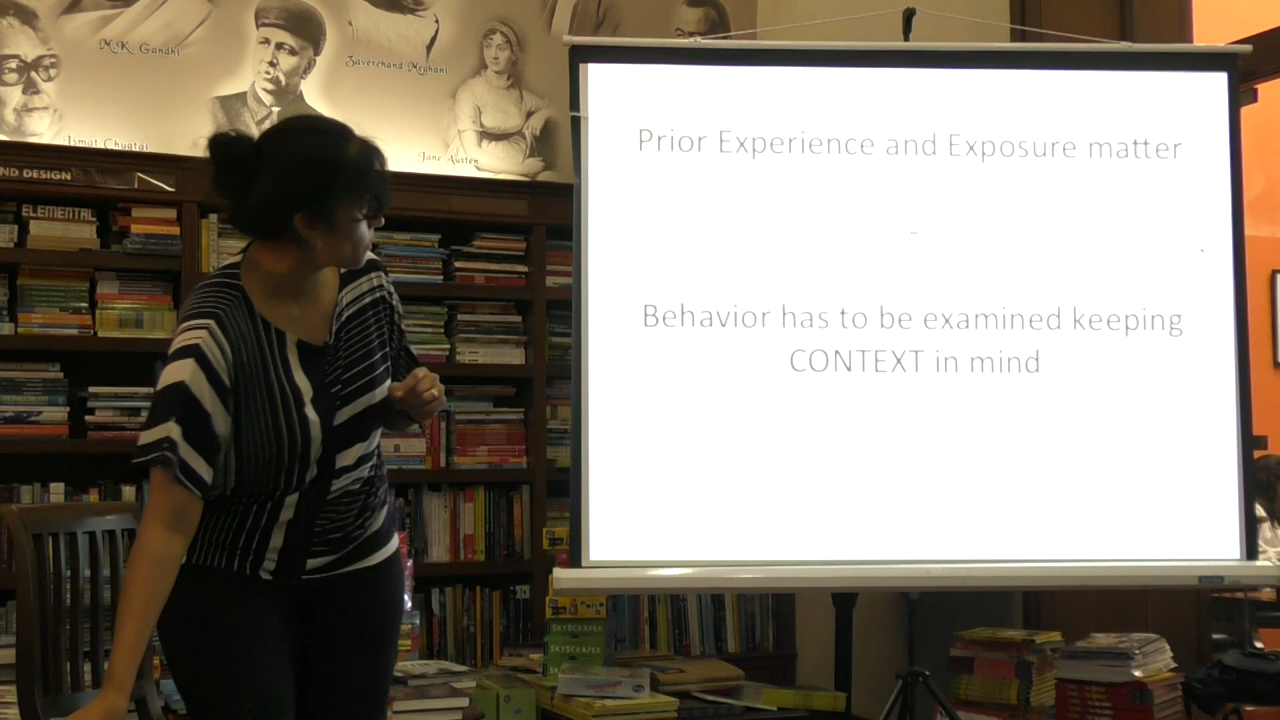 M.K. Gandhi
Zaverchand Meghani
Ismat Chugtai
Jane Austen
ND DESIGN
ELEMENTAL
Prior Experience and Exposure matter
Behavior has to be examined keeping
CONTEXT in mind
SKYSCRAPER
SKYSCRAPER